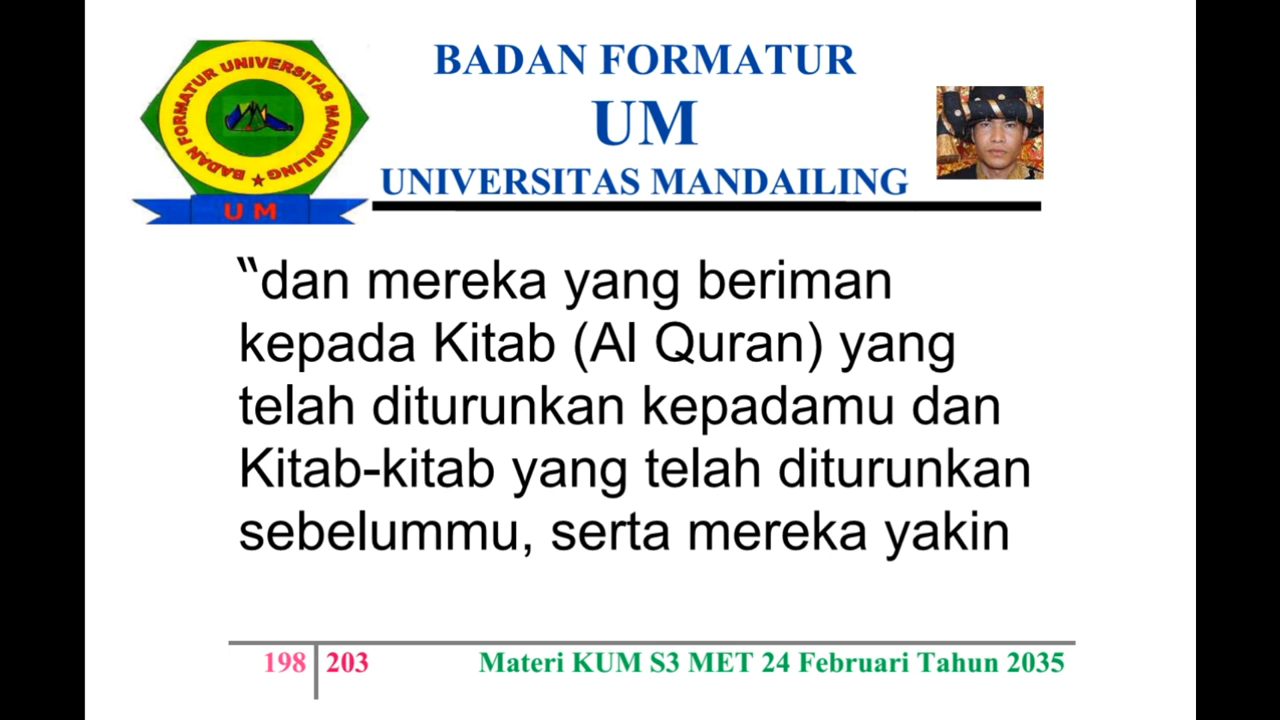 BADAN FORMATUR UNIVERSITAS MANDAILING
U M
BADAN FORMATUR
UM
UNIVERSITAS MANDAILING
“dan mereka yang beriman
kepada Kitab (Al Quran) yang
telah diturunkan kepadamu dan
Kitab-kitab yang telah diturunkan
sebelummu, serta mereka yakin
198 203 Materi KUM S3 MET 24 Februari Tahun 2035